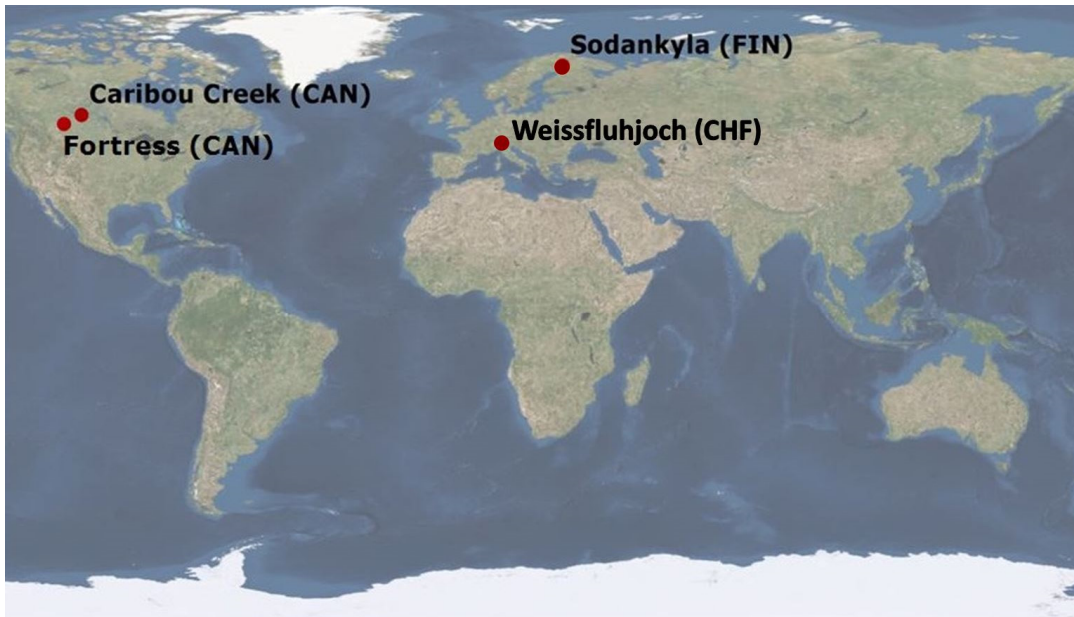 Sodankyla (FIN)
Caribou Creek (CAN)
Weissfluhjoch (CHF)
Fortress (CAN)